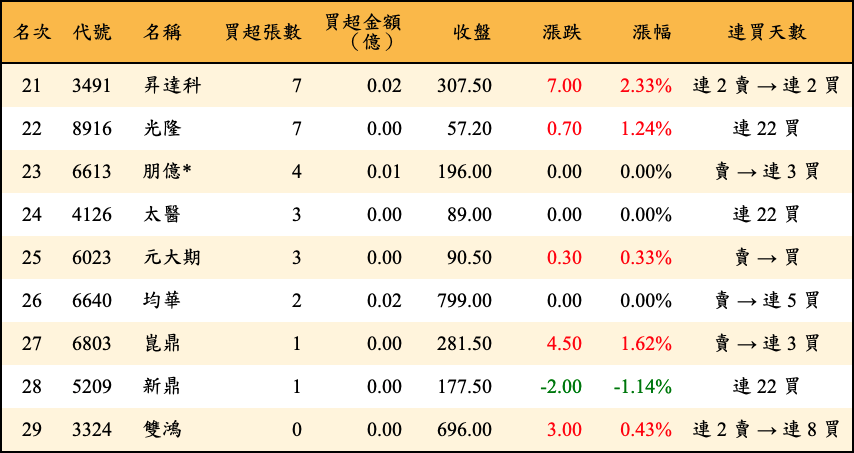 名次 代號 名稱 買超張數 買超金額（億） 收盤 漲跌 漲幅 連買天數
21 3491 昇達科 7 0.02 307.50 7.00 2.33% 連 2 賣 → 連 2 買
22 8916 光隆 7 0.00 57.20 0.70 1.24% 連 22 買
23 6613 朋億* 4 0.01 196.00 0.00 0.00% 賣 → 連 3 買
24 4126 太醫 3 0.00 89.00 0.00 0.00% 連 22 買
25 6023 元大期 3 0.00 90.50 0.30 0.33% 賣 → 買
26 6640 均華 2 0.02 799.00 0.00 0.00% 賣 → 連 5 買
27 6803 崑鼎 1 0.00 281.50 4.50 1.62% 賣 → 連 3 買
28 5209 新鼎 1 0.00 177.50 -2.00 -1.14% 連 22 買
29 3324 雙鴻 0 0.00 696.00 3.00 0.43% 連 2 賣 → 連 8 買